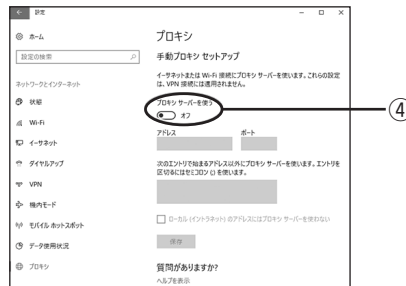 設定
ホーム
設定の検索
ネットワークとインターネット
状態
Wi-Fi
イーサネット
ダイヤルアップ
VPN
機内モード
モバイル ホットスポット
データ使用状況
プロキシ
プロキシ
手動プロキシ セットアップ
イーサネットまたは Wi-Fi 接続にプロキシ サーバーを使います。これらの設定
は、VPN 接続には適用されません。
プロキシ サーバーを使う
オフ
④
アドレス
ポート
次のエントリで始まるアドレス以外にプロキシ サーバーを使います。エントリを
区切るにはセミコロン (;) を使います。
ローカル (イントラネット) のアドレスにはプロキシ サーバーを使わない
保存
質問がありますか?
ヘルプを表示